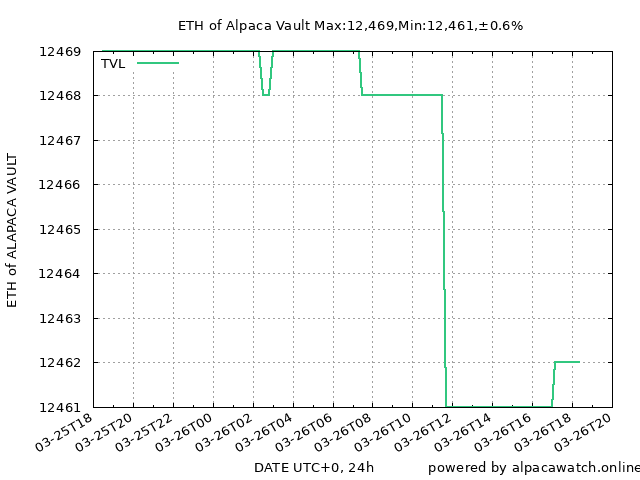 ETH of Alpaca Vault Max:12,469,Min:12,461,±0.6%
ETH of ALAPACA VAULT
TVL
12469
12468
12467
12466
12465
12464
12463
12462
12461
03-25T18
03-25T20
03-25T22
03-26T00
03-26T02
03-26T04
03-26T06
03-26T08
03-26T10
03-26T12
03-26T14
03-26T16
03-26T18
03-26T20
DATE UTC+0, 24h
powered by alpacawatch.online